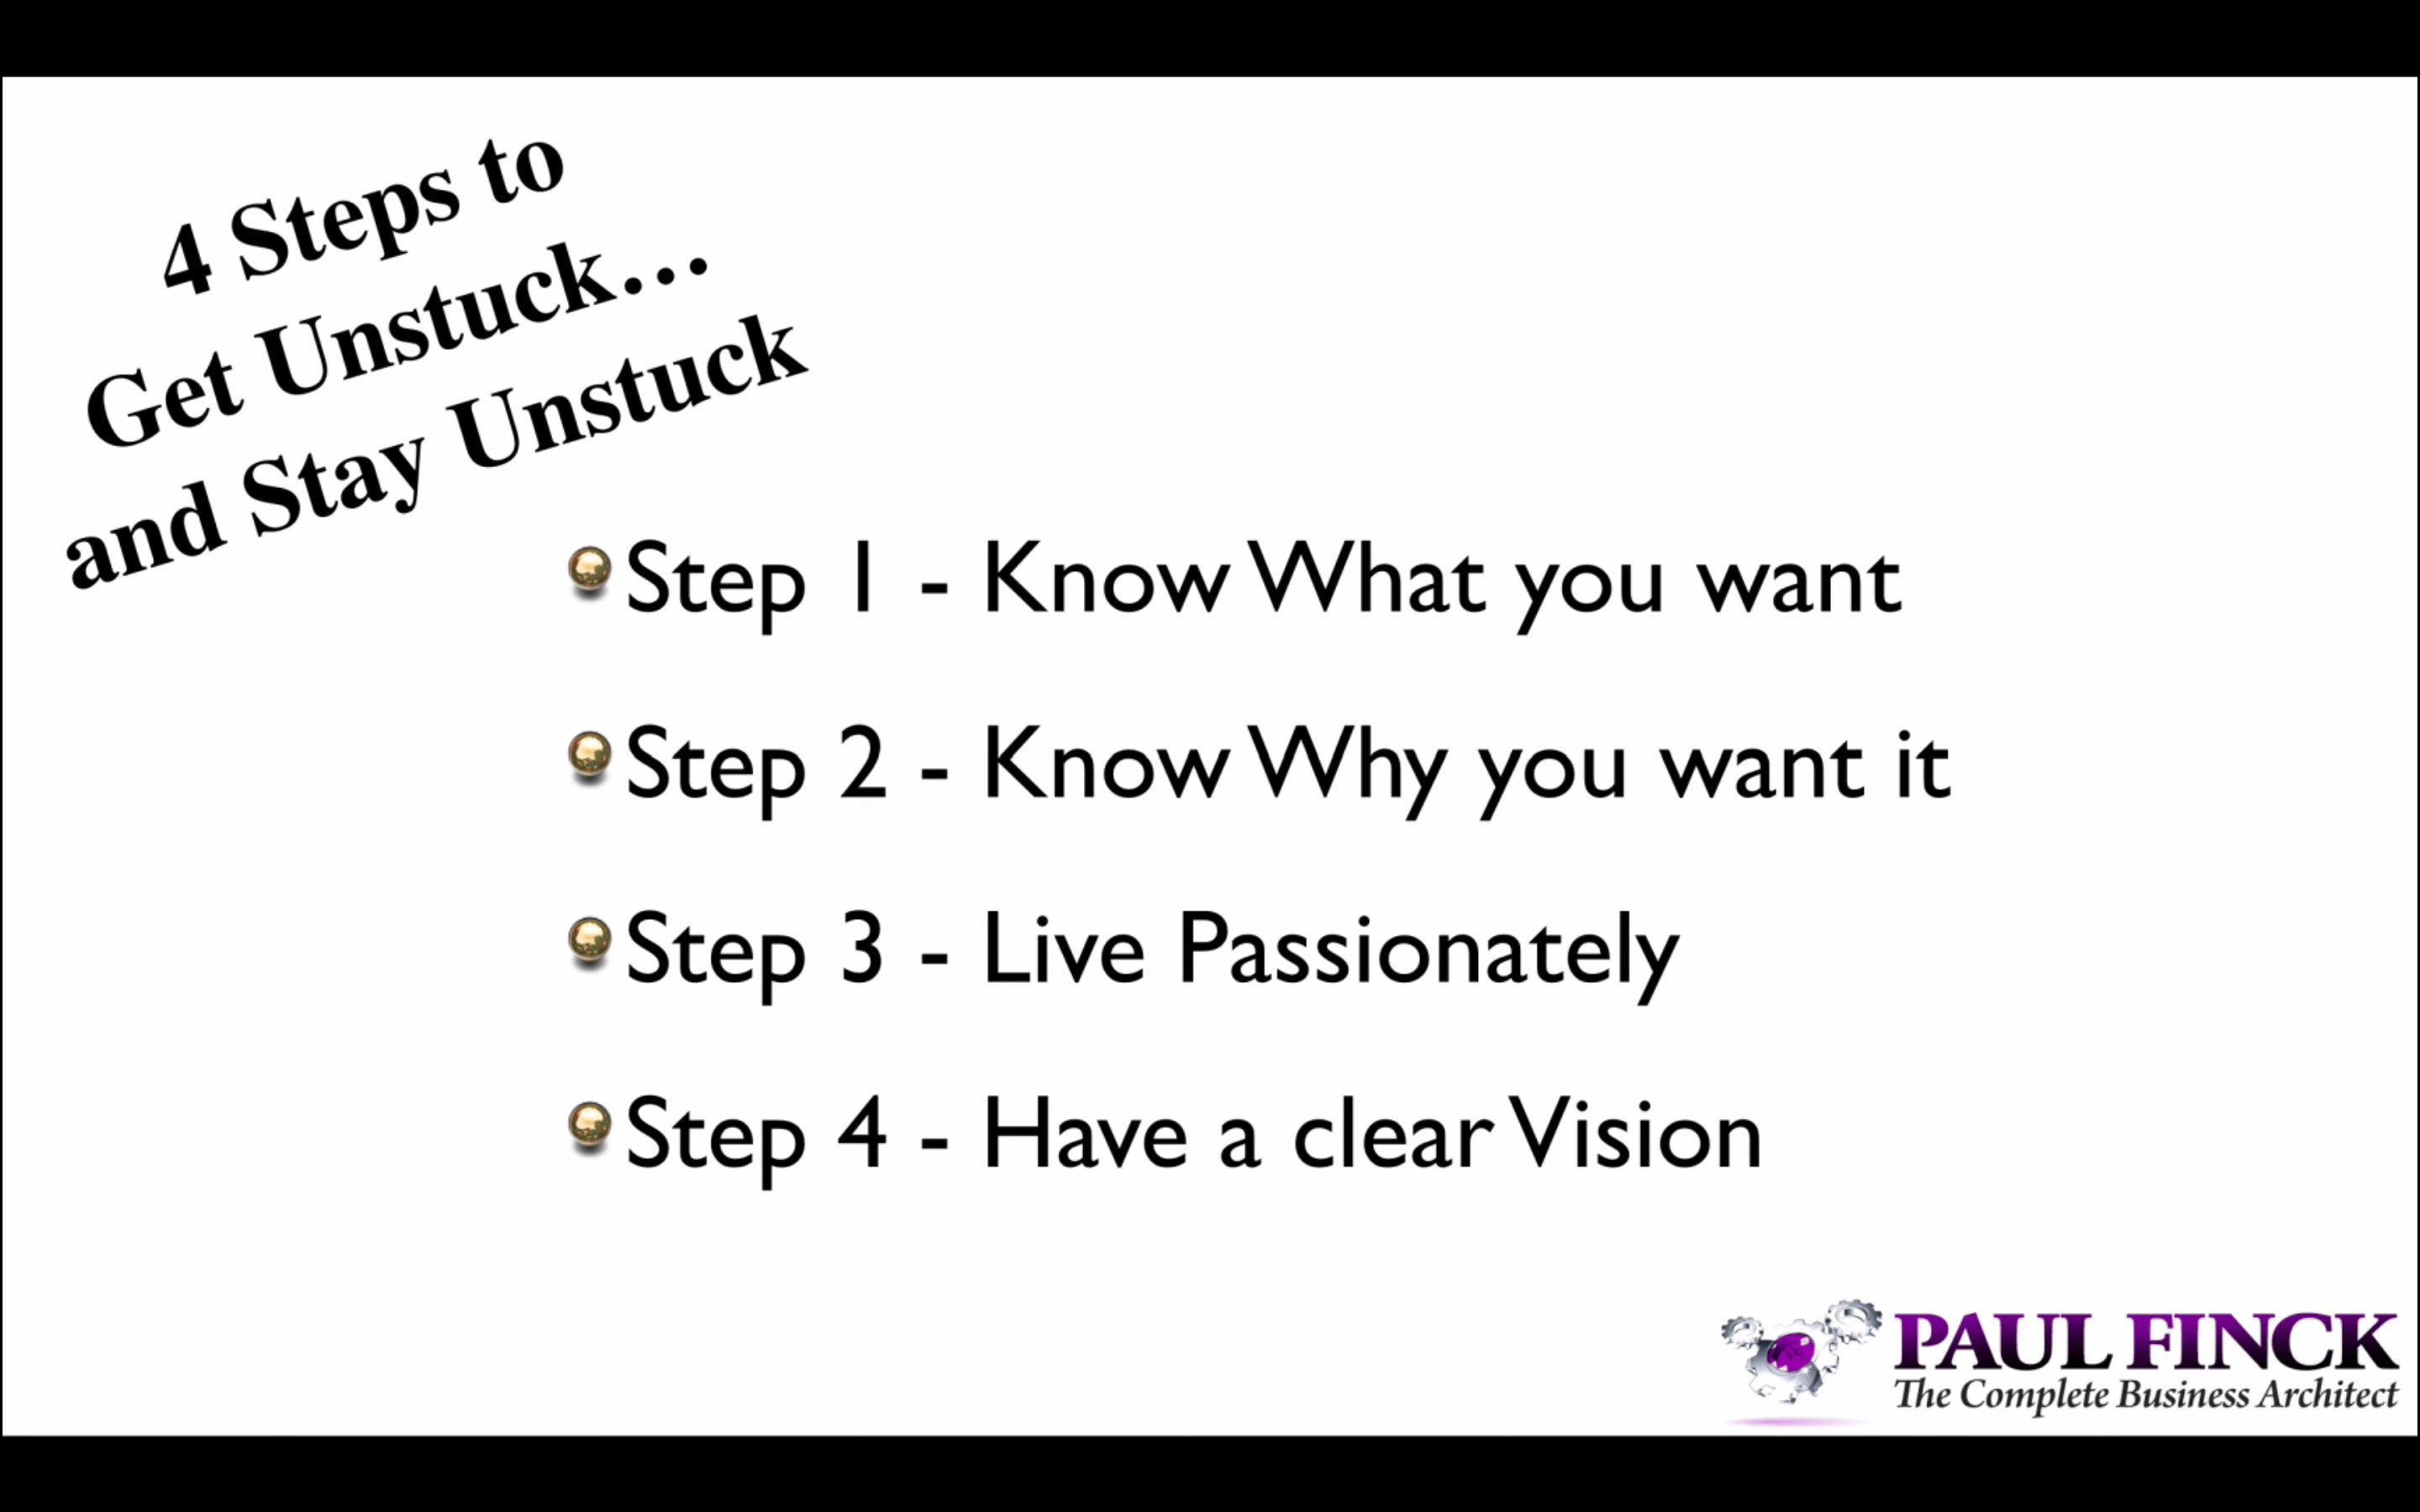 4 Steps to
Get Unstuck...
and Stay Unstuck
Step 1 - Know What you want
Step 2 - Know Why you want it
Step 3 - Live Passionately
Step 4 - Have a clear Vision
PAUL FINCK
The Complete Business Architect